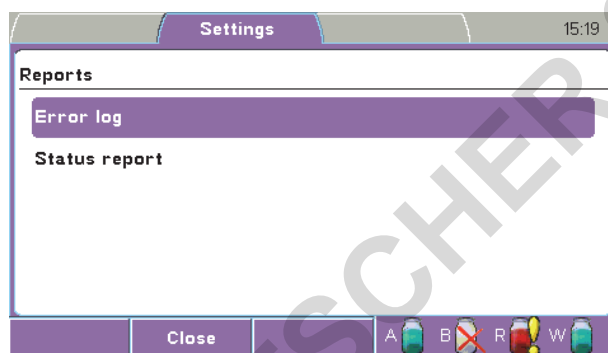 Settings
15:19
Reports
Error log
Status report
Close
A B R W